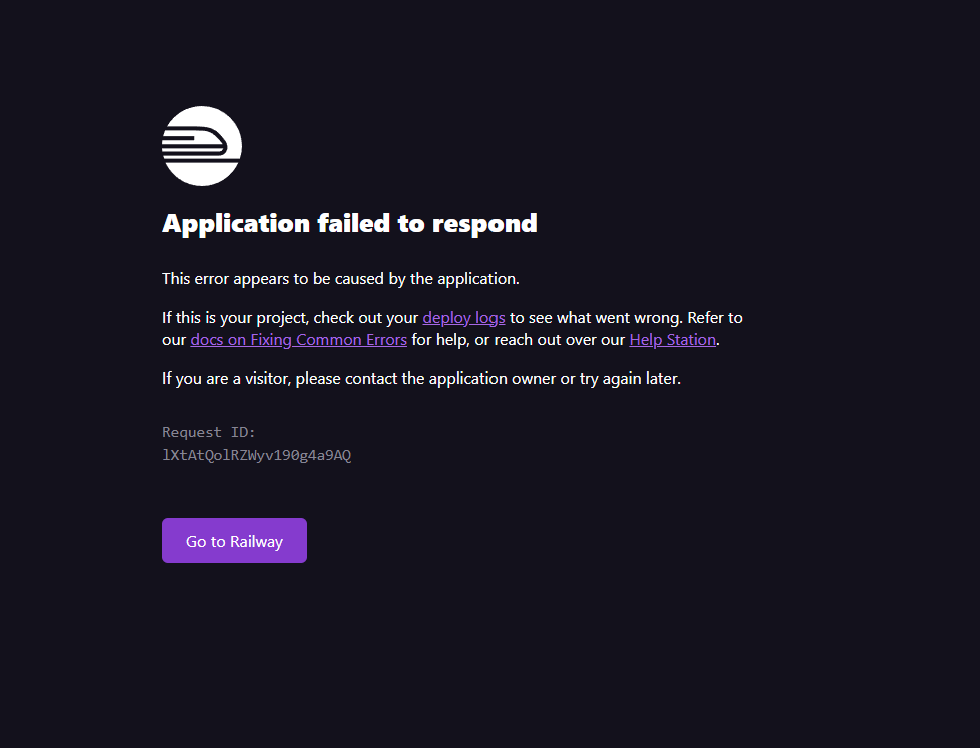 Application failed to respond
This error appears to be caused by the application.
If this is your project, check out your deploy logs to see what went wrong. Refer to
our docs on Fixing Common Errors for help, or reach out over our Help Station.
If you are a visitor, please contact the application owner or try again later.
Request ID:
lXtAtQolRZWyv190g4a9AQ
Go to Railway